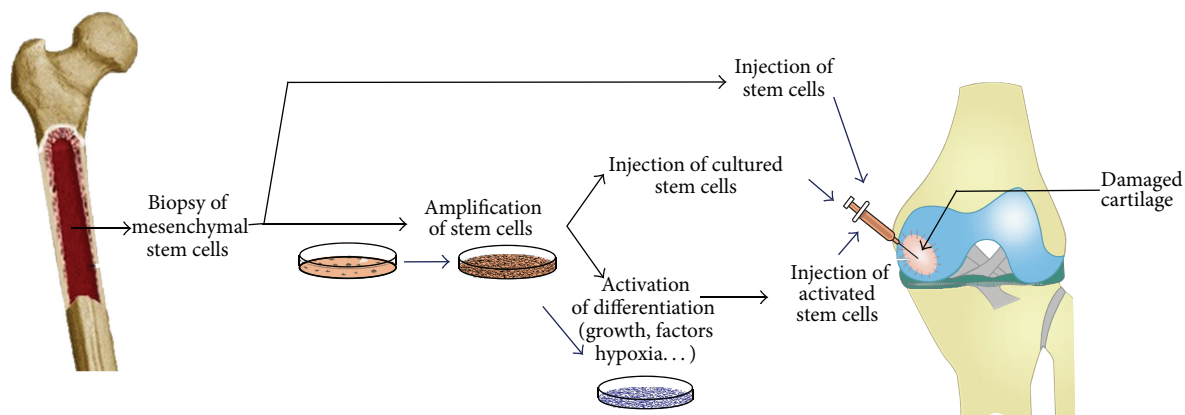 Biopsy of
mesenchymal
stem cells
Injection of
stem cells
Amplification
of stem cells
Injection of cultured
stem cells
Activation
of differentiation
(growth, factors
hypoxia. . . )
Injection of
activated
stem cells
Damaged
cartilage